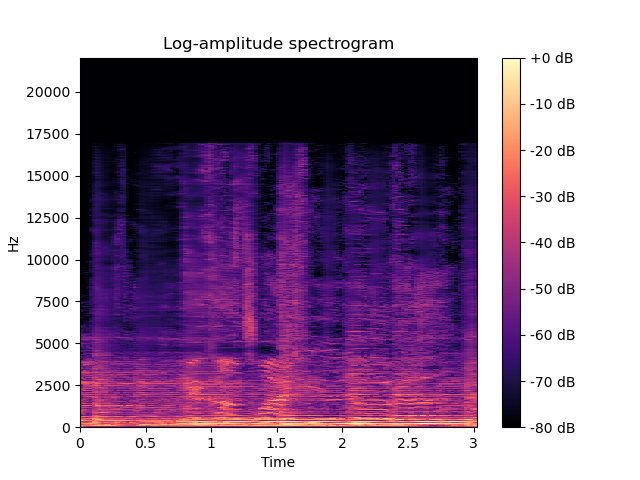 Log-amplitude spectrogram
Hz
20000
17500
15000
12500
10000
7500
5000
2500
0
0 0.5 1 1.5 2 2.5 3
Time
+0 dB
-10 dB
-20 dB
-30 dB
-40 dB
-50 dB
-60 dB
-70 dB
-80 dB